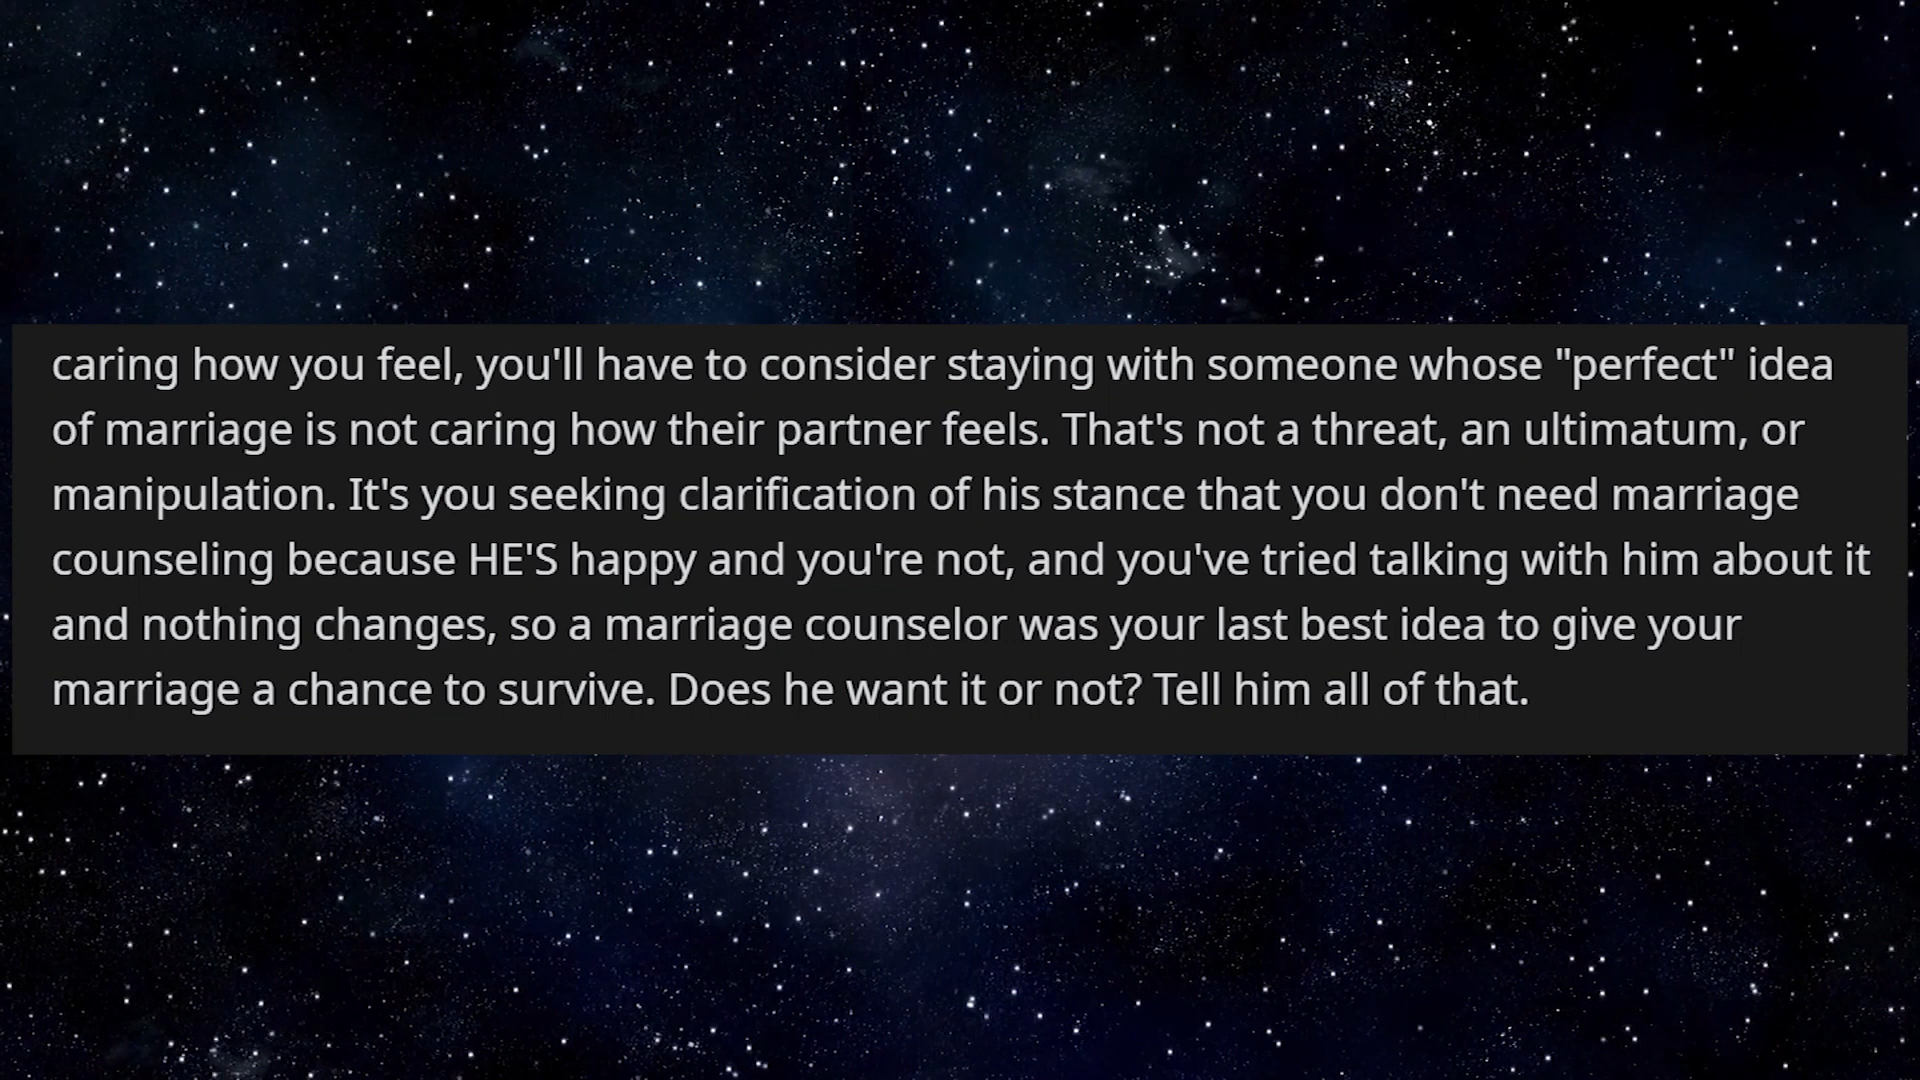 caring how you feel, you'll have to consider staying with someone whose "perfect" idea
of marriage is not caring how their partner feels. That's not a threat, an ultimatum, or
manipulation. It's you seeking clarification of his stance that you don't need marriage
counseling because HE'S happy and you're not, and you've tried talking with him about it
and nothing changes, so a marriage counselor was your last best idea to give your
marriage a chance to survive. Does he want it or not? Tell him all of that.